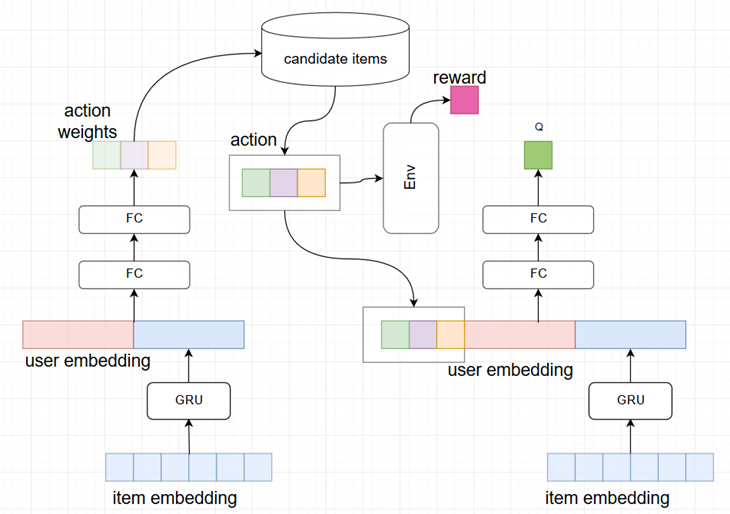 candidate items
reward
action
weights
action
Q
Env
FC
FC
FC
FC
user embedding
user embedding
GRU
GRU
item embedding
item embedding